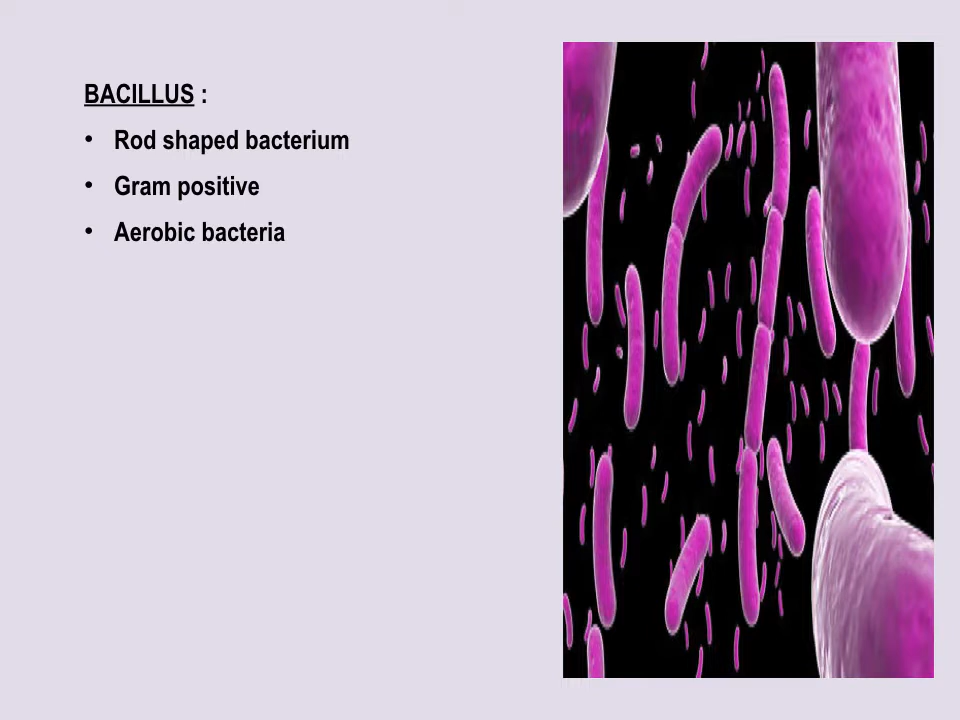 BACILLUS :
• Rod shaped bacterium
• Gram positive
• Aerobic bacteria